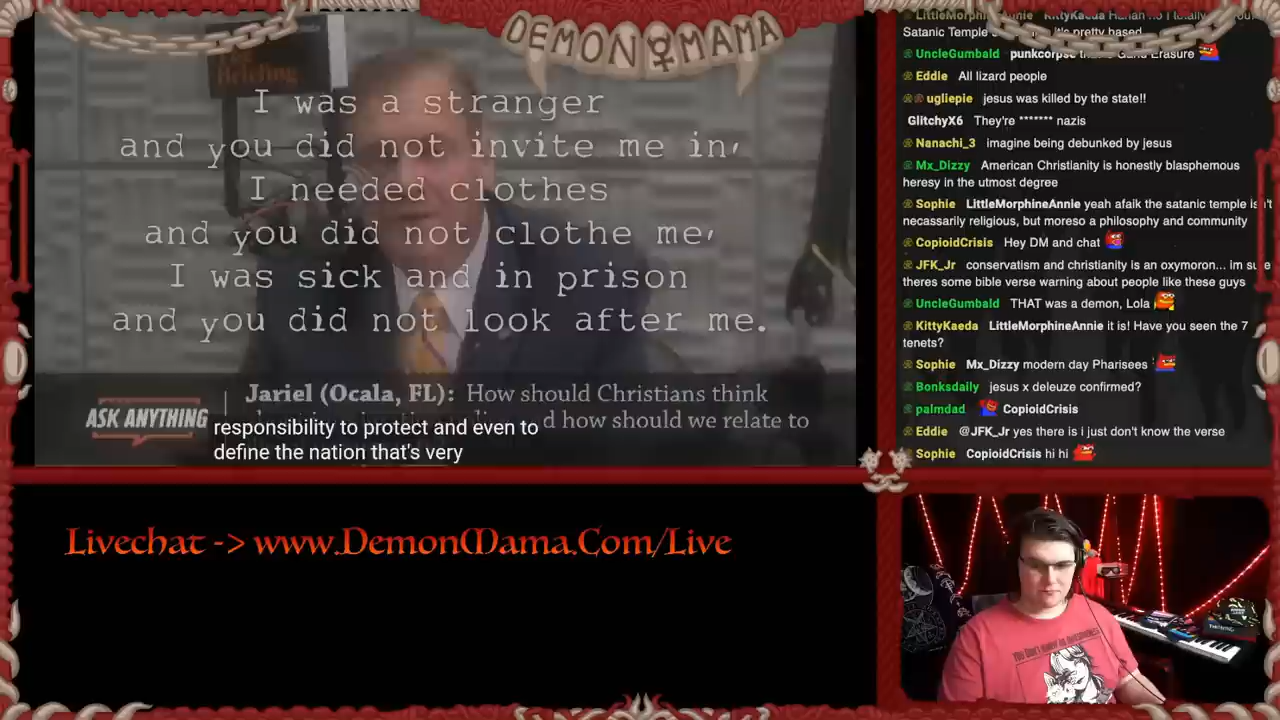 DEMON MAMA
Briefing
I was a stranger
and you did not invite me in,
I needed clothes
and you did not clothe me,
I was sick and in prison
and you did not look after me.
ASK ANYTHING
Jariel (Ocala, FL): How should Christians think
d how should we relate to
responsibility to protect and even to
define the nation that's very
Livechat -> www.DemonMama.Com/Live
Satanic Temple it's pretty based
UncleGumbald punkcorpse Erasure
Eddie All lizard people
ugliepie jesus was killed by the state!!
GlitchyX6 They're ******* nazis
Nanachi_3 imagine being debunked by jesus
Mx_Dizzy American Christianity is honestly blasphemous
heresy in the utmost degree
Sophie LittleMorphineAnnie yeah afaik the satanic temple isn't
necassarily religious, but moreso a philosophy and community
CopioidCrisis Hey DM and chat
JFK_Jr conservatism and christianity is an oxymoron... im sure
theres some bible verse warning about people like these guys
UncleGumbald THAT was a demon, Lola
KittyKaeda LittleMorphineAnnie it is! Have you seen the 7
tenets?
Sophie Mx_Dizzy modern day Pharisees
Bonksdaily jesus x deleuze confirmed?
palmdad CopioidCrisis
Eddie @JFK_Jr yes there is i just don't know the verse
Sophie CopioidCrisis hi hi